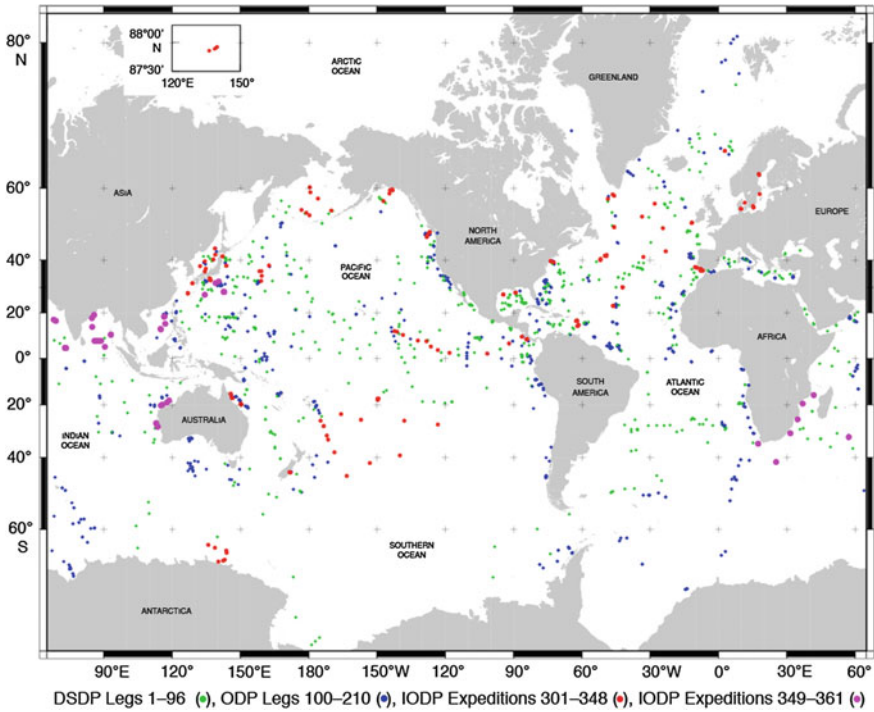 88°00'
N
87°30'
120°E 150°
80°
N
ARCTIC
OCEAN
GREENLAND
60°
ASIA
NORTH
AMERICA
EUROPE
40°
PACIFIC
OCEAN
20°
AFRICA
0°
SOUTH
AMERICA
ATLANTIC
OCEAN
20°
AUSTRALIA
INDIAN
OCEAN
40°
60°
S
SOUTHERN
OCEAN
ANTARCTICA
90°E 120° 150° 180° 150°W 120° 90° 60° 30°W 0° 30°E 60°
DSDP Legs 1–96 (•), ODP Legs 100–210 (•), IODP Expeditions 301–348 (•), IODP Expeditions 349–361 (•)